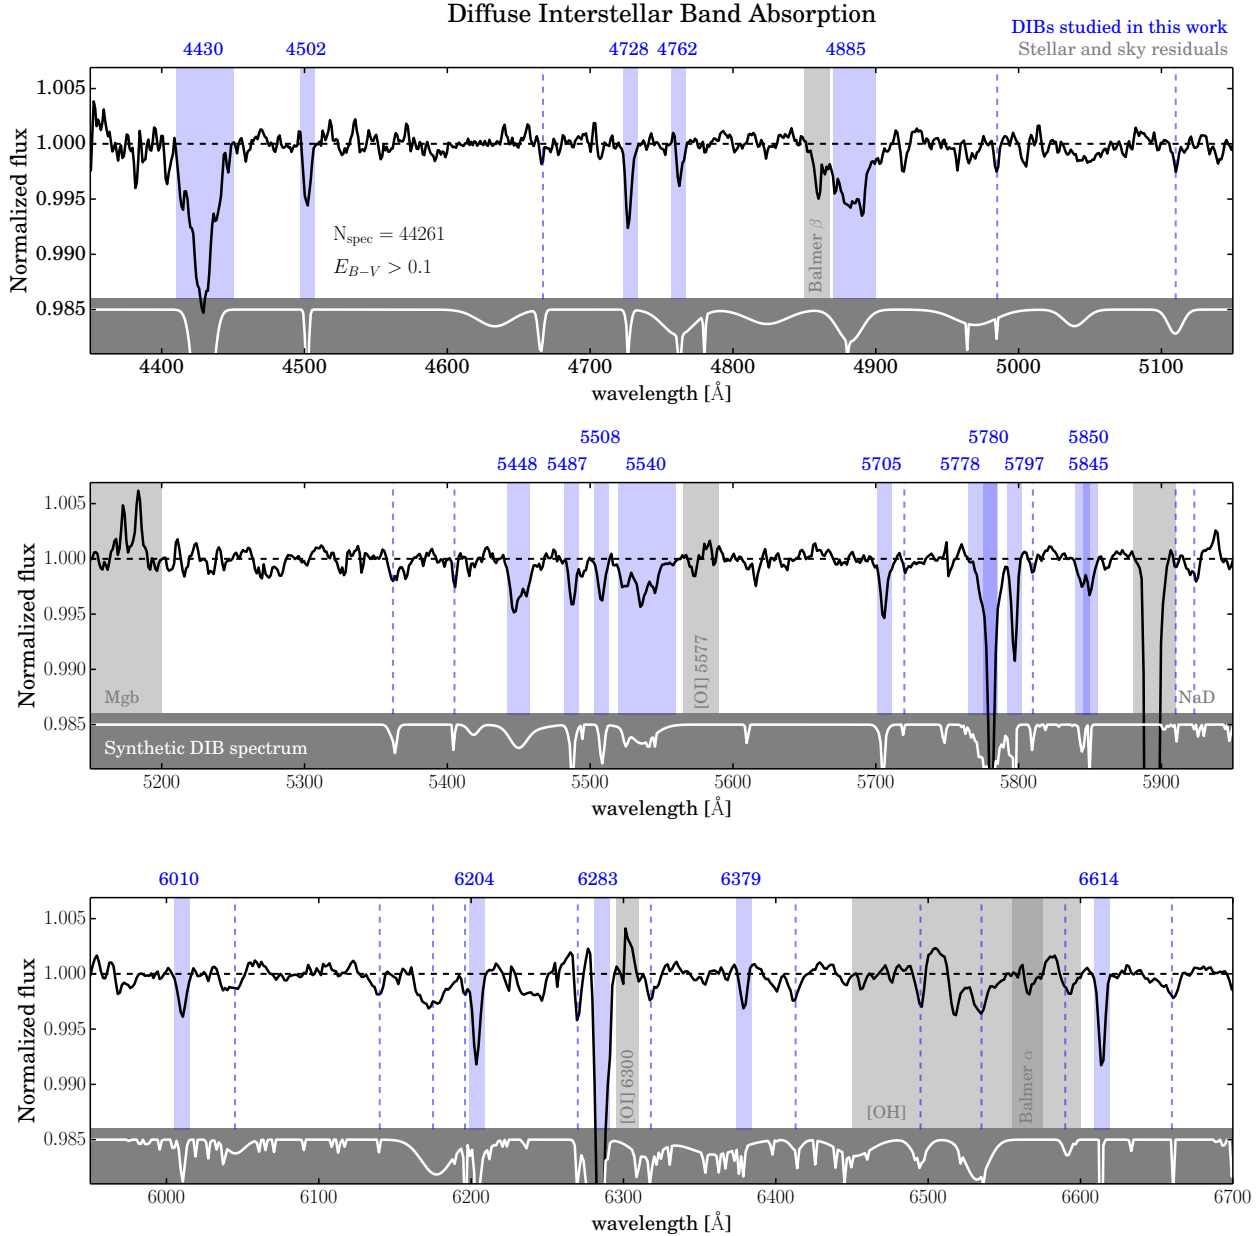 Diffuse Interstellar Band Absorption
DIBs studied in this work
Stellar and sky residuals
4430 4502 4728 4762 4885
1.005
1.000
0.995
0.990
0.985
Normalized flux
N_spec = 44261
E_{B−V} > 0.1
Balmer β
4400 4500 4600 4700 4800 4900 5000 5100
wavelength [Å]
5508 5780 5850
5448 5487 5540 5705 5778 5797 5845
1.005
1.000
0.995
0.990
0.985
Normalized flux
Mgb
[OI] 5577
NaD
Synthetic DIB spectrum
5200 5300 5400 5500 5600 5700 5800 5900
wavelength [Å]
6010 6204 6283 6379 6614
1.005
1.000
0.995
0.990
0.985
Normalized flux
[OI] 6300
[OH]
Balmer α
6000 6100 6200 6300 6400 6500 6600 6700
wavelength [Å]